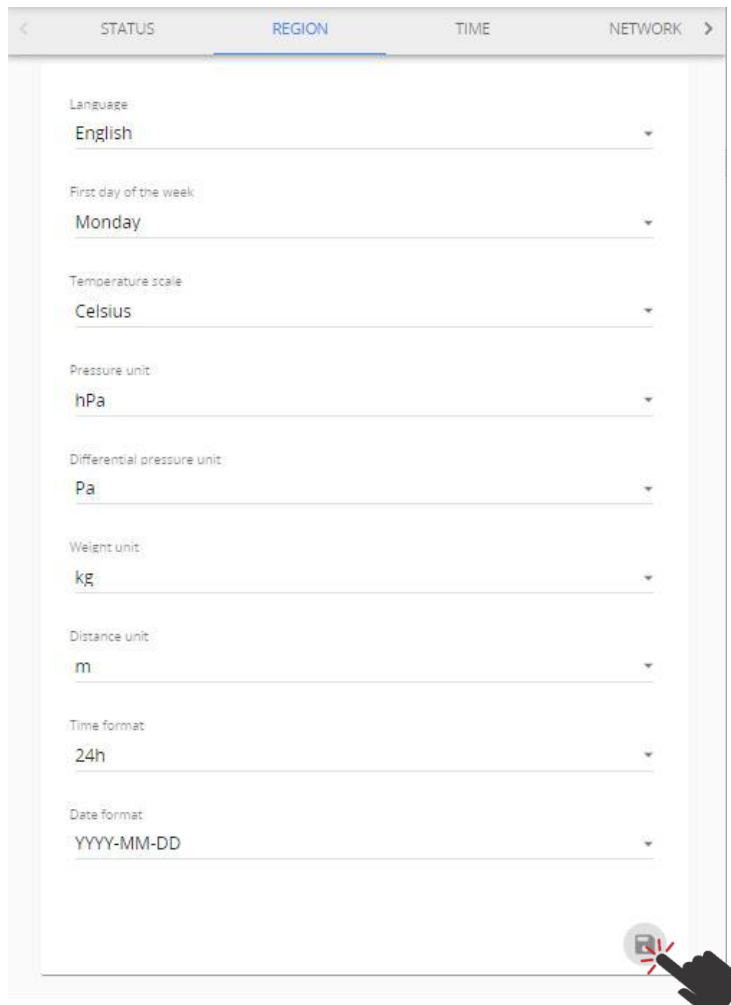 STATUS REGION TIME NETWORK
Language
English
First day of the week
Monday
Temperature scale
Celsius
Pressure unit
hPa
Differential pressure unit
Pa
Weight unit
kg
Distance unit
m
Time format
24h
Date format
YYYY-MM-DD